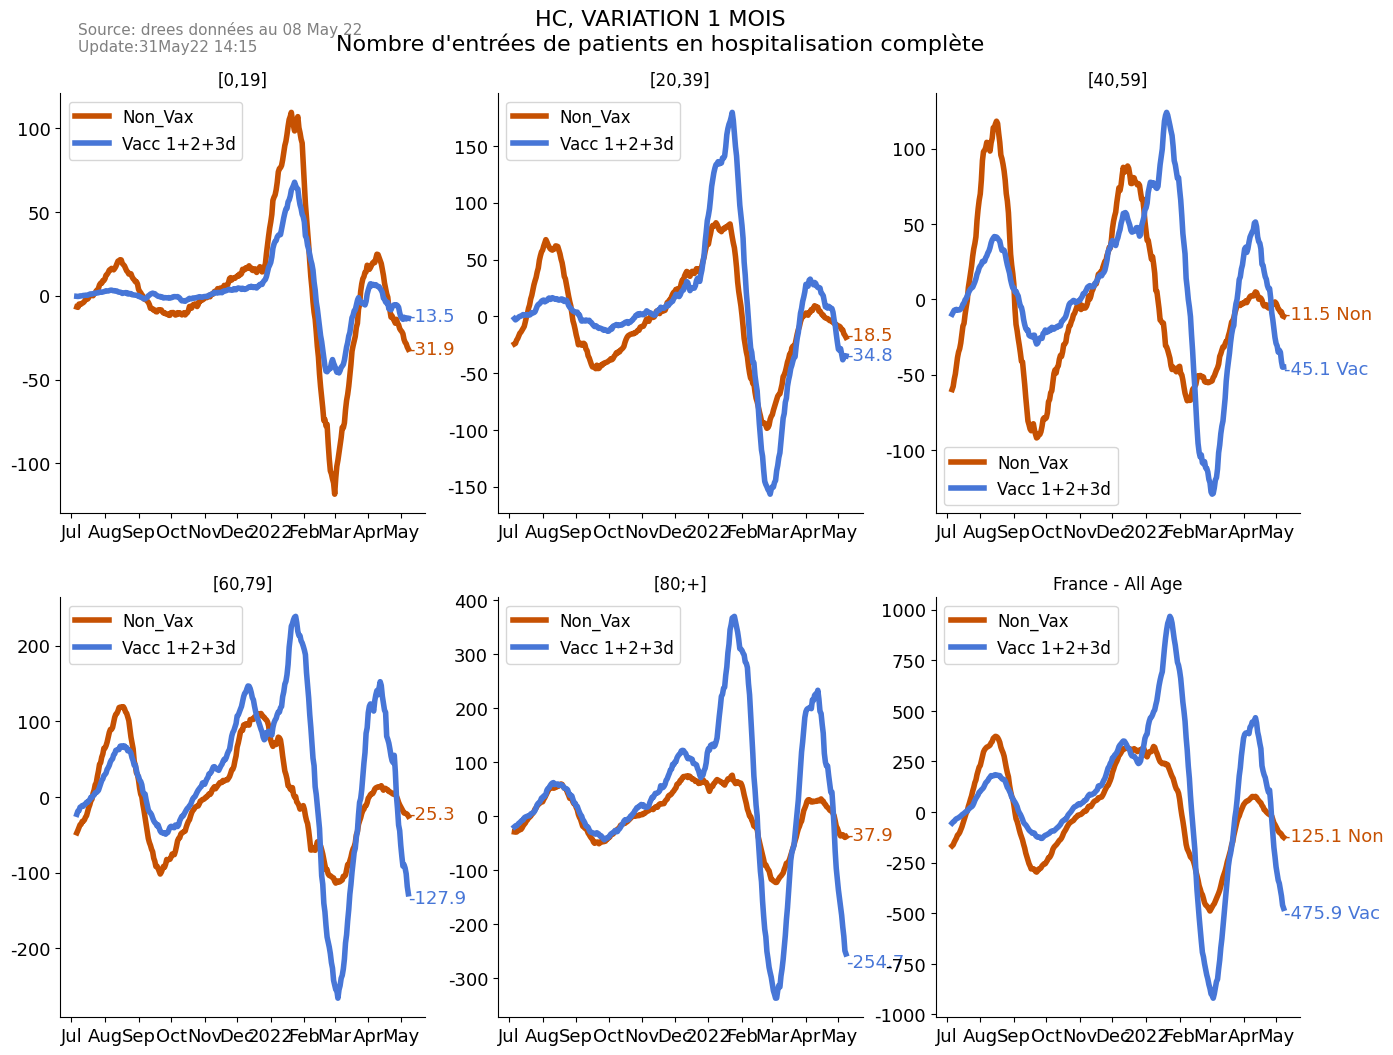 HC, VARIATION 1 MOIS
Source: drees données au 08 May 22
Nombre d'entrées de patients en hospitalisation complète
Update:31May22 14:15
[0,19]
Non_Vax
Vacc 1+2+3d
100
50
0
-50
-100
-13.5
-31.9
Jul Aug Sep Oct Nov Dec 2022 Feb Mar Apr May
[20,39]
Non_Vax
Vacc 1+2+3d
150
100
50
0
-50
-100
-150
-18.5
-34.8
Jul Aug Sep Oct Nov Dec 2022 Feb Mar Apr May
[40,59]
100
50
0
-50
-100
-11.5 Non
-45.1 Vac
Non_Vax
Vacc 1+2+3d
Jul Aug Sep Oct Nov Dec 2022 Feb Mar Apr May
[60,79]
Non_Vax
Vacc 1+2+3d
200
100
0
-100
-200
-25.3
-127.9
Jul Aug Sep Oct Nov Dec 2022 Feb Mar Apr May
[80;+]
Non_Vax
Vacc 1+2+3d
400
300
200
100
0
-100
-200
-300
-37.9
-254.7
Jul Aug Sep Oct Nov Dec 2022 Feb Mar Apr May
France - All Age
Non_Vax
Vacc 1+2+3d
1000
750
500
250
0
-250
-500
-750
-1000
-125.1 Non
-475.9 Vac
Jul Aug Sep Oct Nov Dec 2022 Feb Mar Apr May